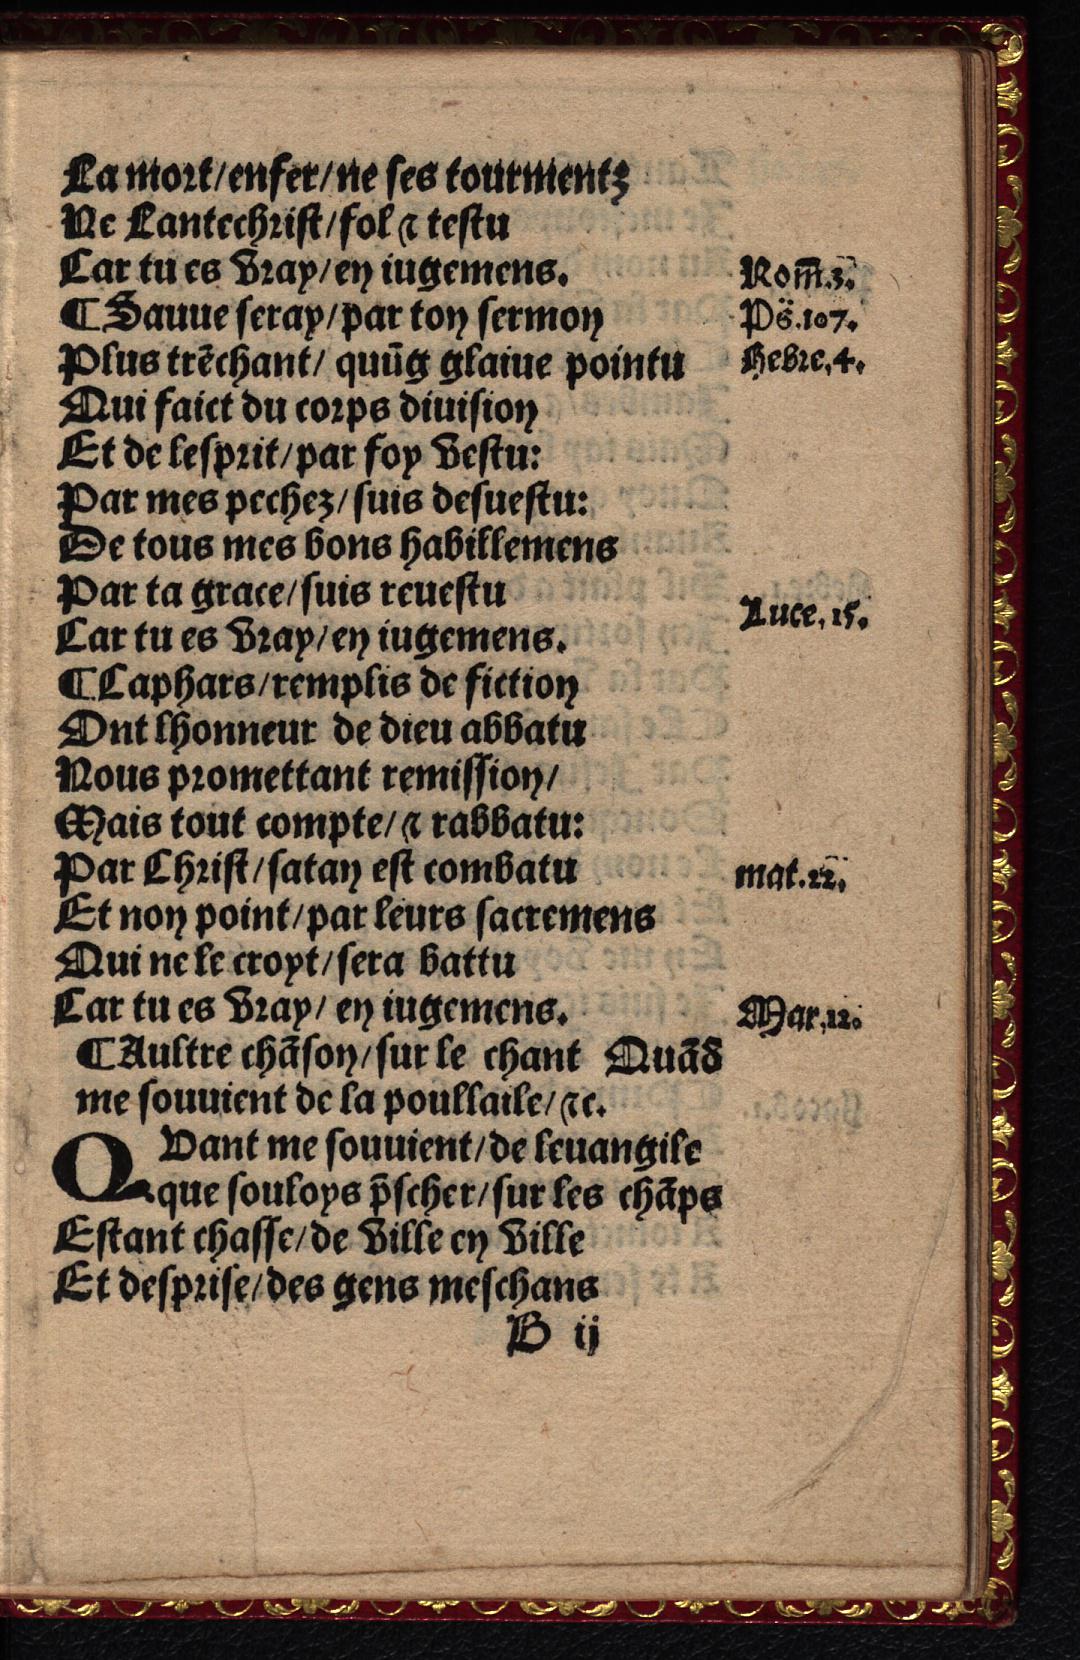 La mort/enfer/ne ses tourmentz
Ne Lantechrist/fol ⁊ testu
Car tu es vray/en iugemens. Rom̄.3.
¶Sauue seray/par ton sermon Ps̄.107.
Plus trẽchant/ quūg glaiue pointu Hebre.4.
Qui faict du corps diuision
Et de lesprit/par foy vestu:
Par mes pechez/suis desuestu:
De tous mes bons habillemens
Par ta grace/suis reuestu Luce.15.
Car tu es vray/en iugemens.
¶Caphars/remplis de fiction
Ont lhonneur de dieu abbatu
Nous promettant remission/
Mais tout compte/⁊ rabbatu:
Par Christ/satan est combatu mat.12.
Et non point/par leurs sacremens
Qui ne le croyt/sera battu
Car tu es vray/ en iugemens. Mar.12.
¶Aultre chãson/sur le chant Quãd
me souuient de la poullaile/⁊c.
QVant me souuient/de leuangile
que souloys p̄scher/sur les chãps
Estant chasse/de ville en ville
Et desprise/des gens meschans
B ij